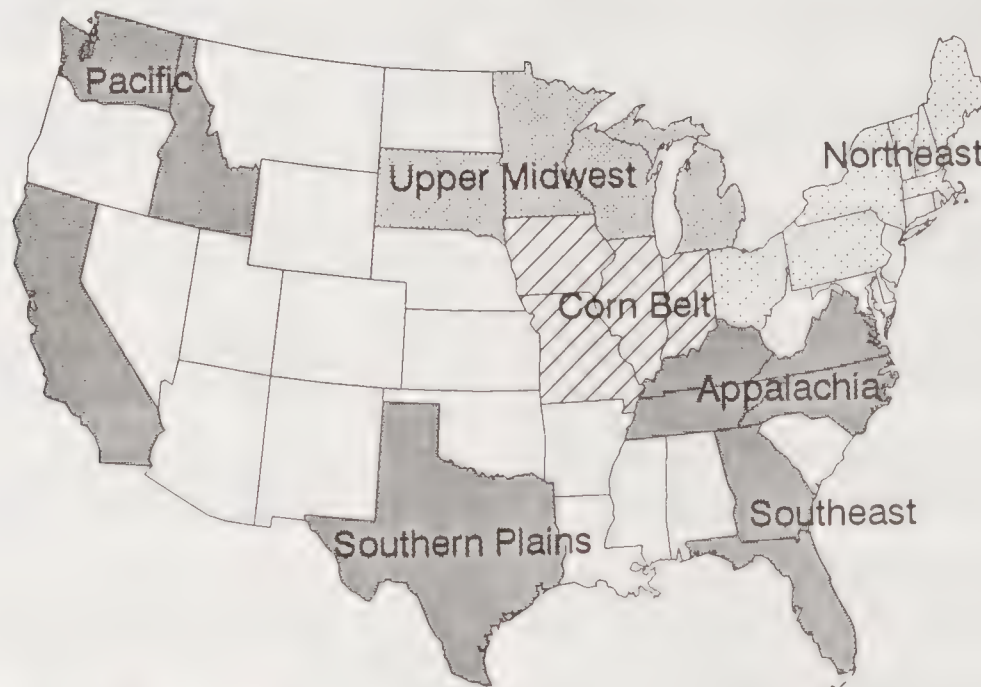 Pacific
Northeast
Upper Midwest
Corn Belt
Appalachia
Southeast
Southern Plains